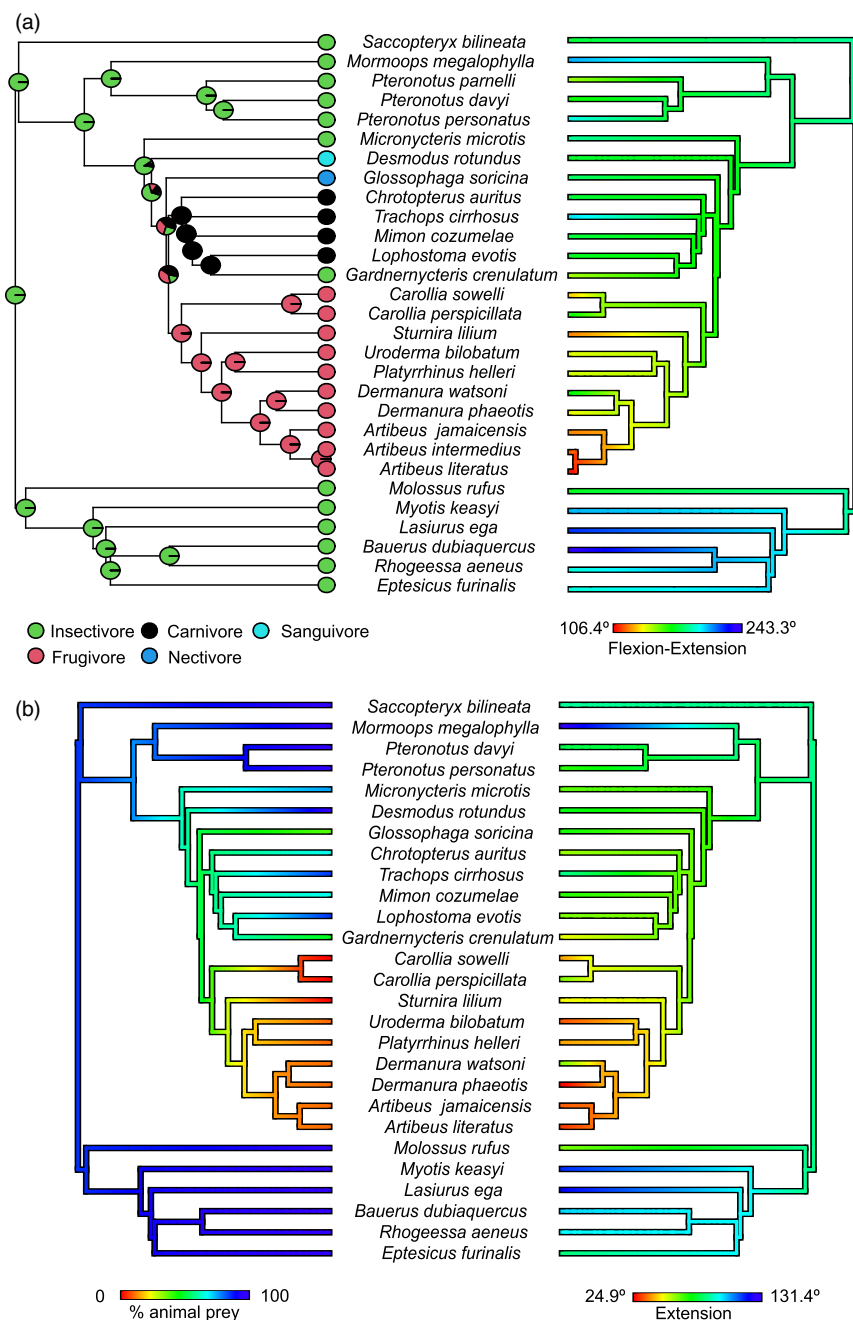 (a)
Saccopteryx bilineata
Mormoops megalophylla
Pteronotus parnelli
Pteronotus davyi
Pteronotus personatus
Micronycteris microtis
Desmodus rotundus
Glossophaga soricina
Chrotopterus auritus
Trachops cirrhosus
Mimon cozumelae
Lophostoma evotis
Gardnernycteris crenulatum
Carollia sowelli
Carollia perspicillata
Sturnira lilium
Uroderma bilobatum
Platyrrhinus helleri
Dermanura watsoni
Dermanura phaeotis
Artibeus jamaicensis
Artibeus intermedius
Artibeus literatus
Molossus rufus
Myotis keasyi
Lasiurus ega
Bauerus dubiaquercus
Rhogeessa aeneus
Eptesicus furinalis
Insectivore Carnivore Sanguivore
Frugivore Nectivore
106.4º 243.3º
Flexion-Extension
(b)
Saccopteryx bilineata
Mormoops megalophylla
Pteronotus davyi
Pteronotus personatus
Micronycteris microtis
Desmodus rotundus
Glossophaga soricina
Chrotopterus auritus
Trachops cirrhosus
Mimon cozumelae
Lophostoma evotis
Gardnernycteris crenulatum
Carollia sowelli
Carollia perspicillata
Sturnira lilium
Uroderma bilobatum
Platyrrhinus helleri
Dermanura watsoni
Dermanura phaeotis
Artibeus jamaicensis
Artibeus literatus
Molossus rufus
Myotis keasyi
Lasiurus ega
Bauerus dubiaquercus
Rhogeessa aeneus
Eptesicus furinalis
0 100
% animal prey
24.9º 131.4º
Extension